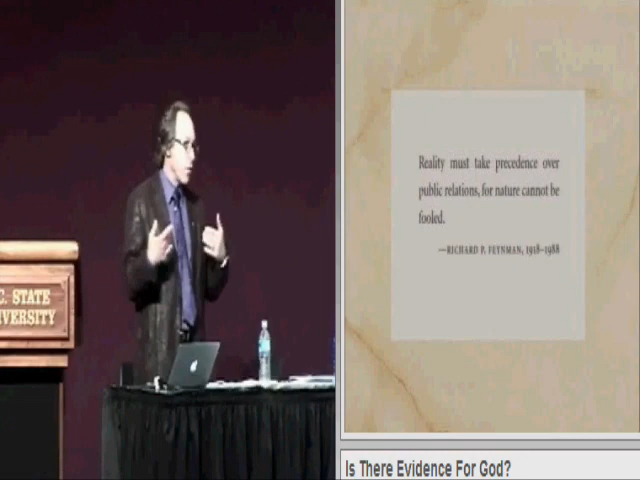 C. STATE
VERSITY
Reality must take precedence over
public relations, for nature cannot be
fooled.
—RICHARD P. FEYNMAN, 1918–1988
Is There Evidence For God?